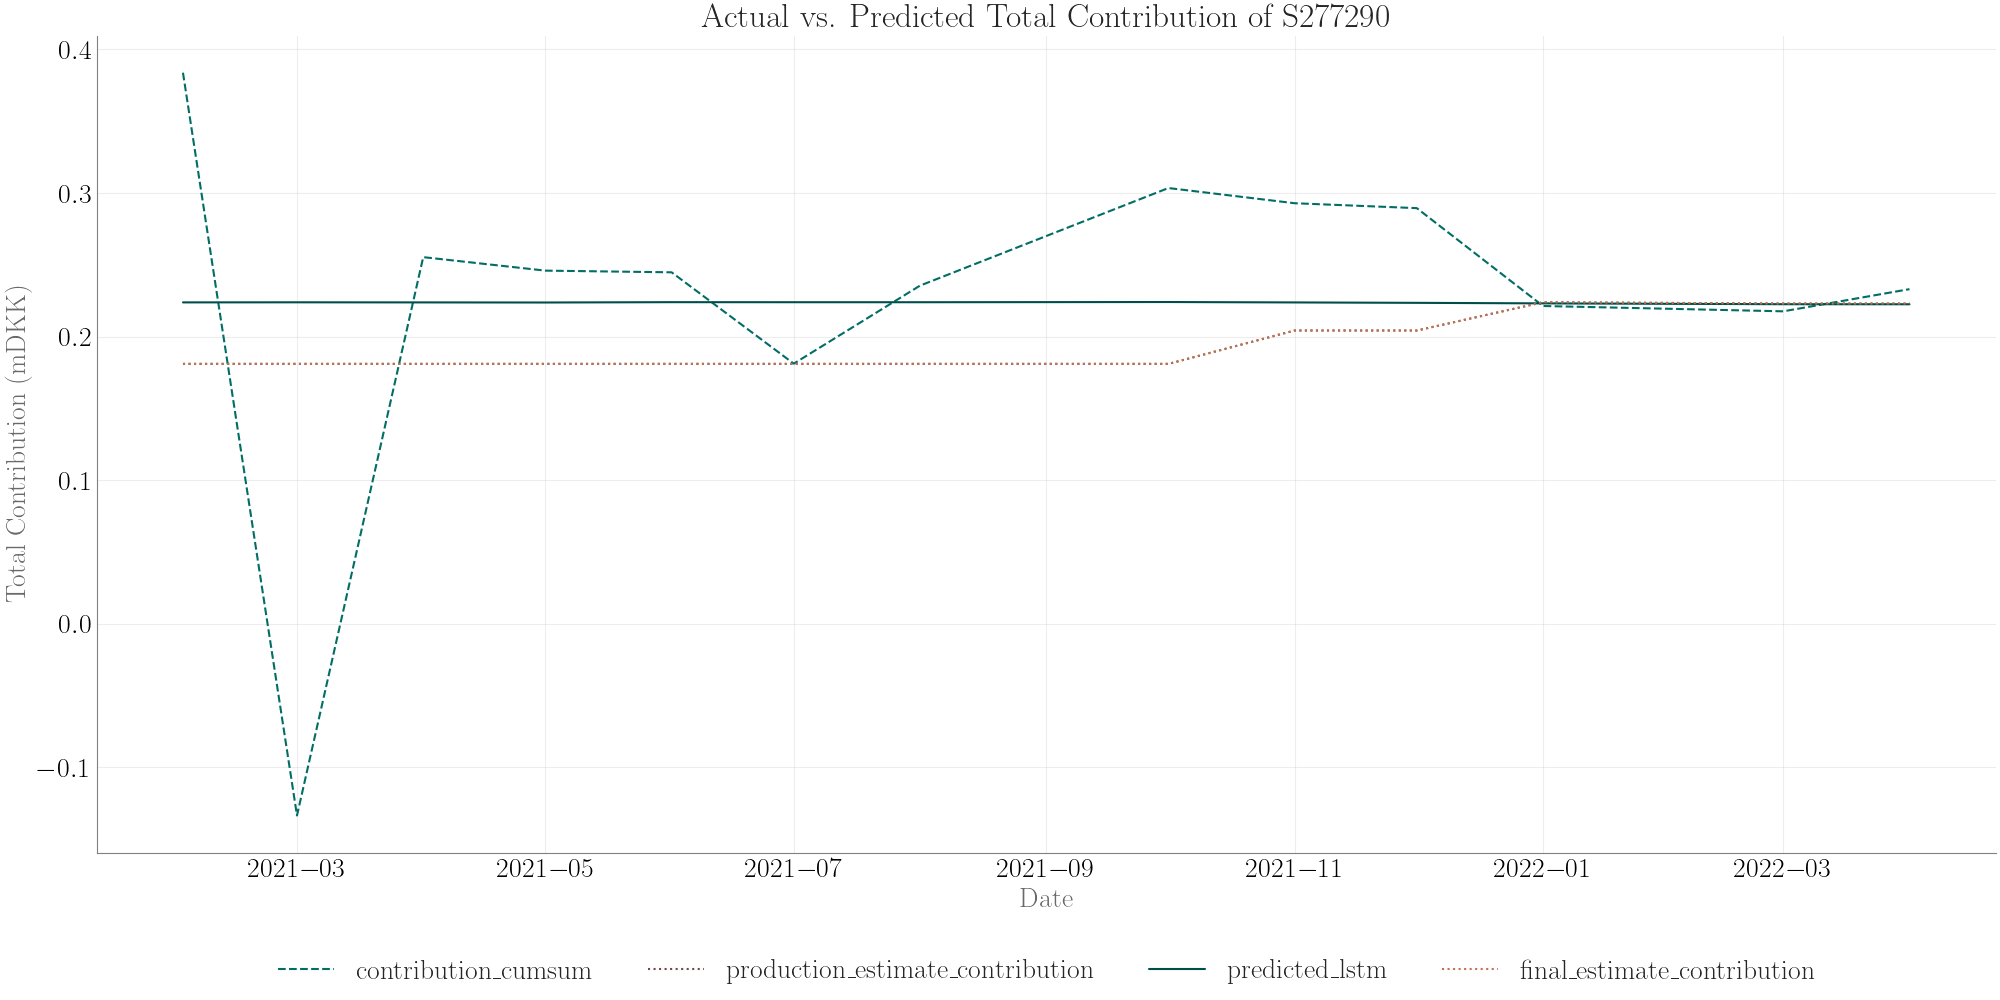 Actual vs. Predicted Total Contribution of S277290
Total Contribution (mDKK)
0.4
0.3
0.2
0.1
0.0
−0.1
2021−03 2021−05 2021−07 2021−09 2021−11 2022−01 2022−03
Date
contribution_cumsum production_estimate_contribution predicted_lstm final_estimate_contribution